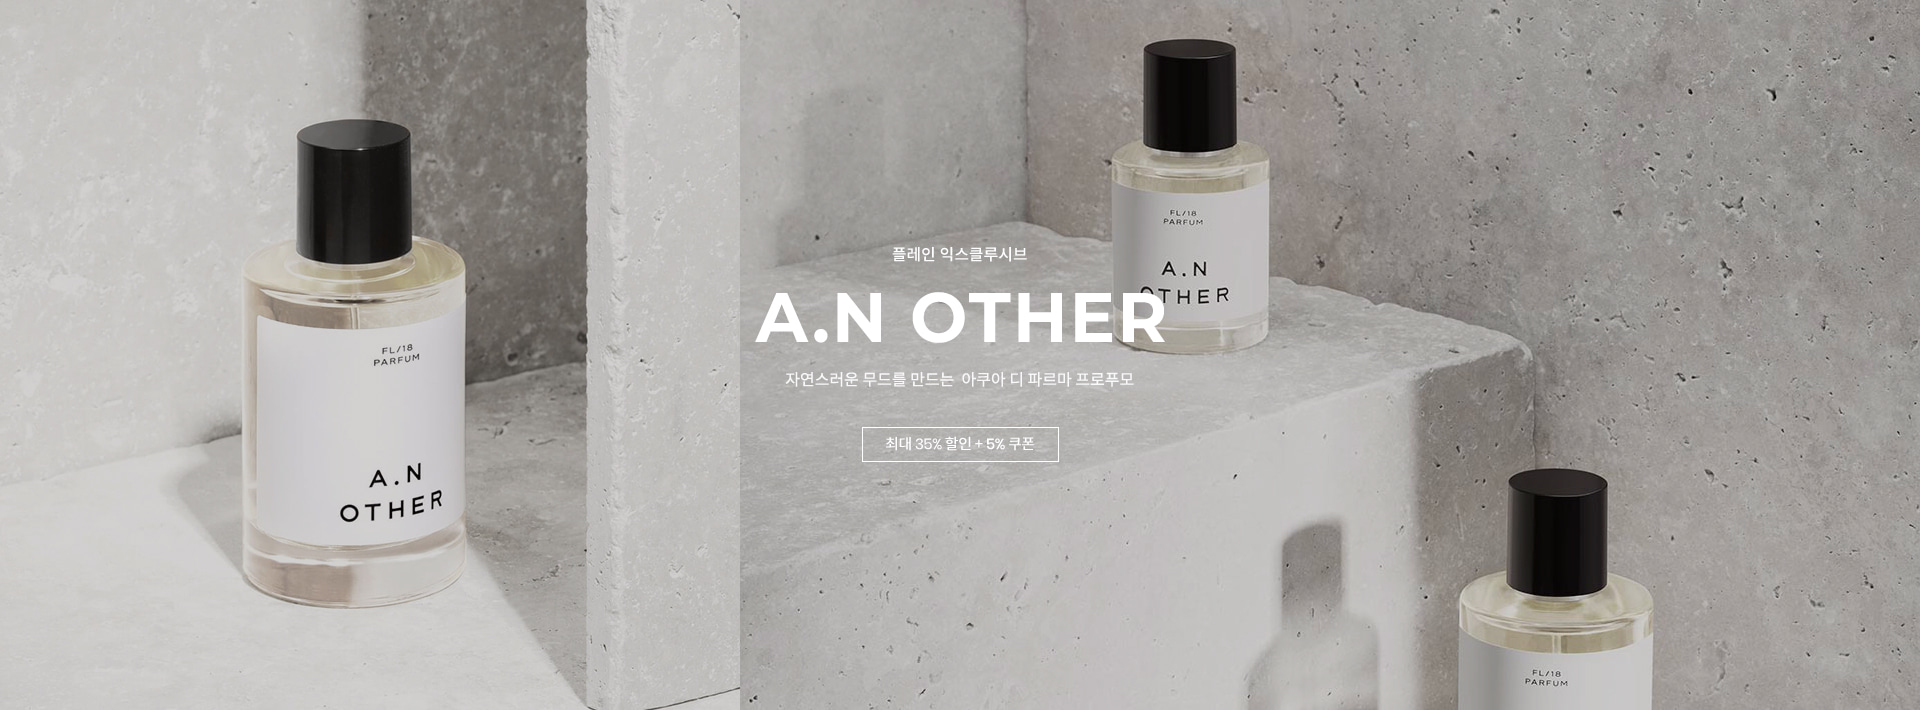 FL/18
PARFUM
A.N
OTHER
플레인 익스클루시브
A.N OTHER
자연스러운 무드를 만드는 아쿠아 디 파르마 프로푸모
최대 35% 할인 + 5% 쿠폰
FL/18
PARFUM
A.N
OTHER
FL/18
PARFUM